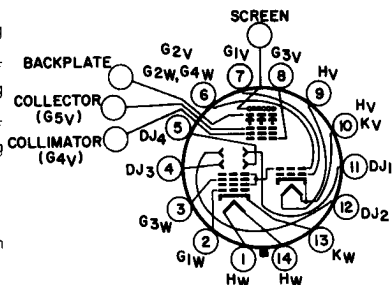 SCREEN
BACKPLATE
COLLECTOR
(G5V)
COLLIMATOR
(G4V)
G2V
G2W, G4W
G1V
G3V
HV
HV
KV
DJ4
DJ3
G3W
G1W
HW
HW
KW
DJ2
DJ1
1
2
3
4
5
6
7
8
9
10
11
12
13
14